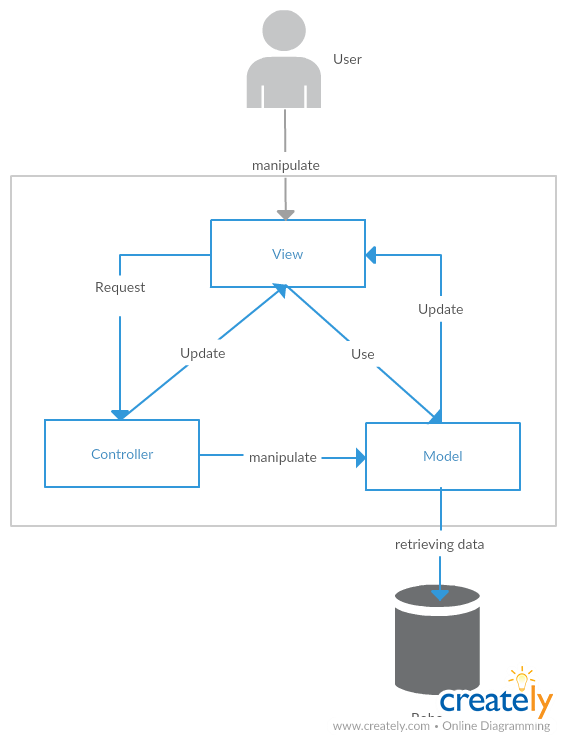 User
manipulate
View
Request
Update
Update
Use
Controller
manipulate
Model
retrieving data
creately
www.creately.com • Online Diagramming